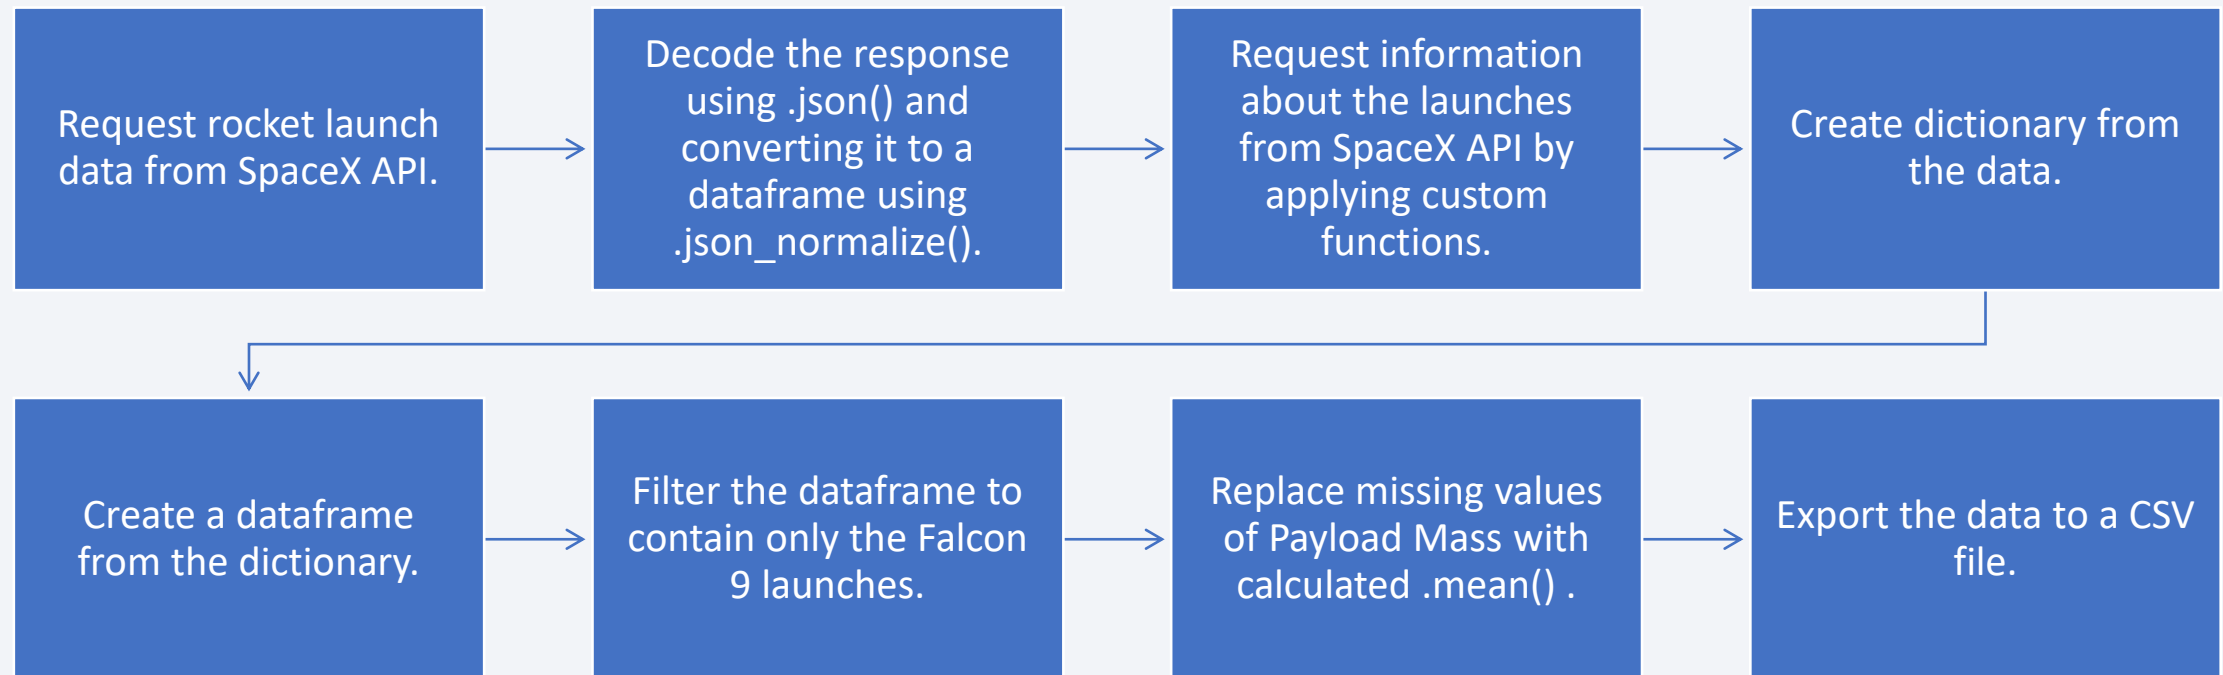 Request rocket launch
data from SpaceX API.
Decode the response
using .json() and
converting it to a
dataframe using
.json_normalize().
Request information
about the launches
from SpaceX API by
applying custom
functions.
Create dictionary from
the data.
Create a dataframe
from the dictionary.
Filter the dataframe to
contain only the Falcon
9 launches.
Replace missing values
of Payload Mass with
calculated .mean() .
Export the data to a CSV
file.